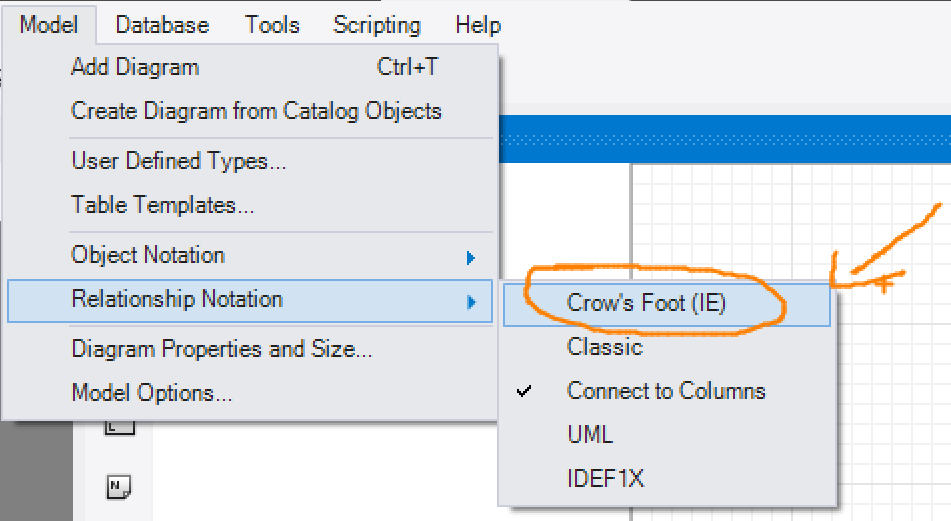 Model Database Tools Scripting Help
Add Diagram Ctrl+T
Create Diagram from Catalog Objects
User Defined Types...
Table Templates...
Object Notation
Relationship Notation
Diagram Properties and Size...
Model Options...
Crow's Foot (IE)
Classic
Connect to Columns
UML
IDEF1X
N